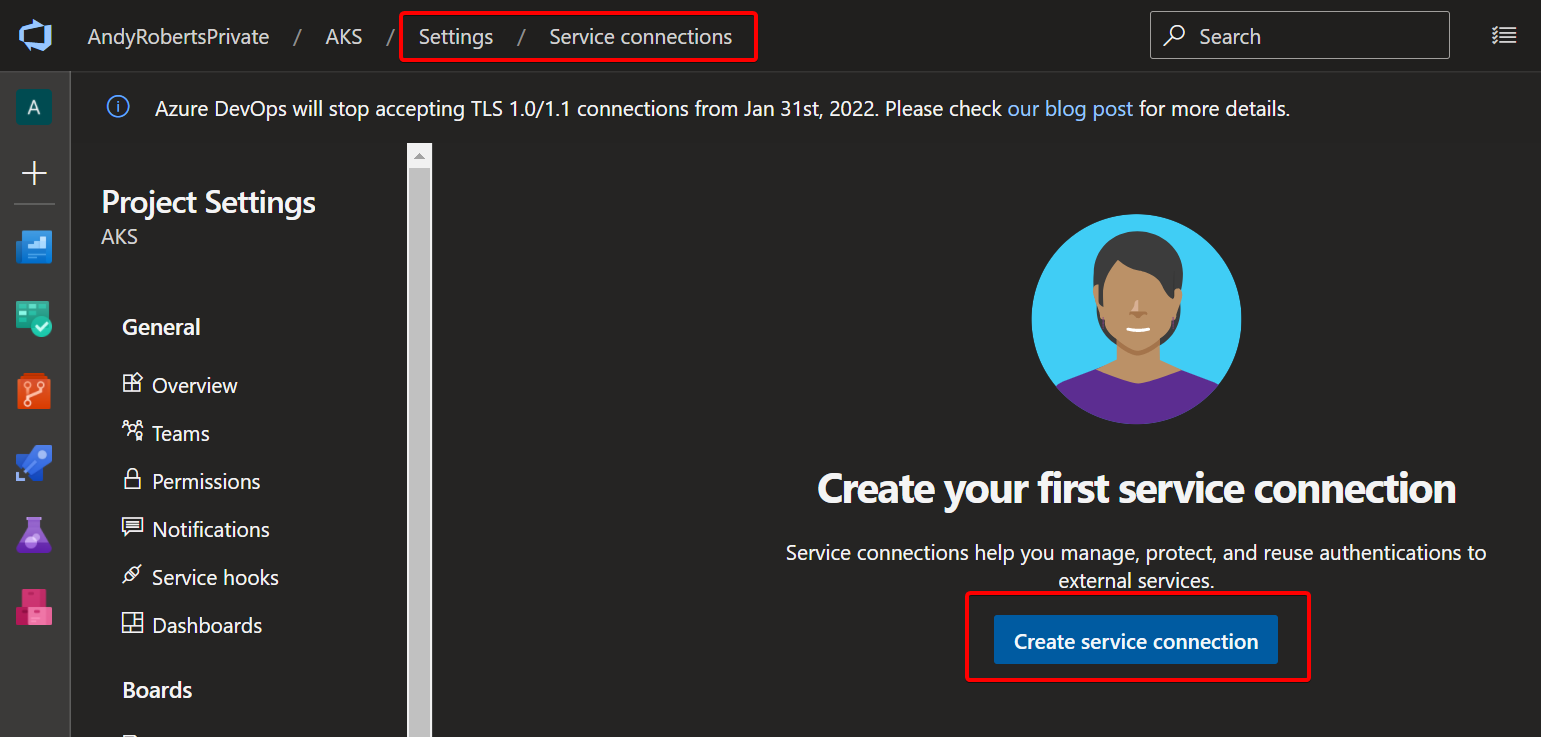 AndyRobertsPrivate / AKS / Settings / Service connections
Search
A
Azure DevOps will stop accepting TLS 1.0/1.1 connections from Jan 31st, 2022. Please check our blog post for more details.
Project Settings
AKS
General
Overview
Teams
Permissions
Notifications
Service hooks
Dashboards
Boards
Create your first service connection
Service connections help you manage, protect, and reuse authentications to
external services.
Create service connection